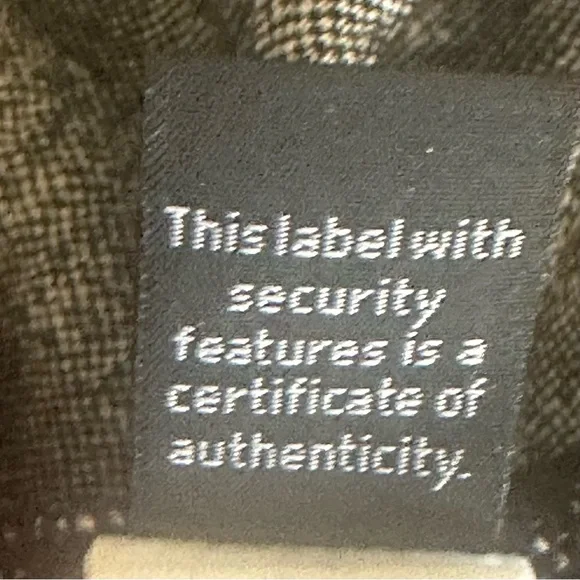 This label with
security
features is a
certificate of
authenticity.